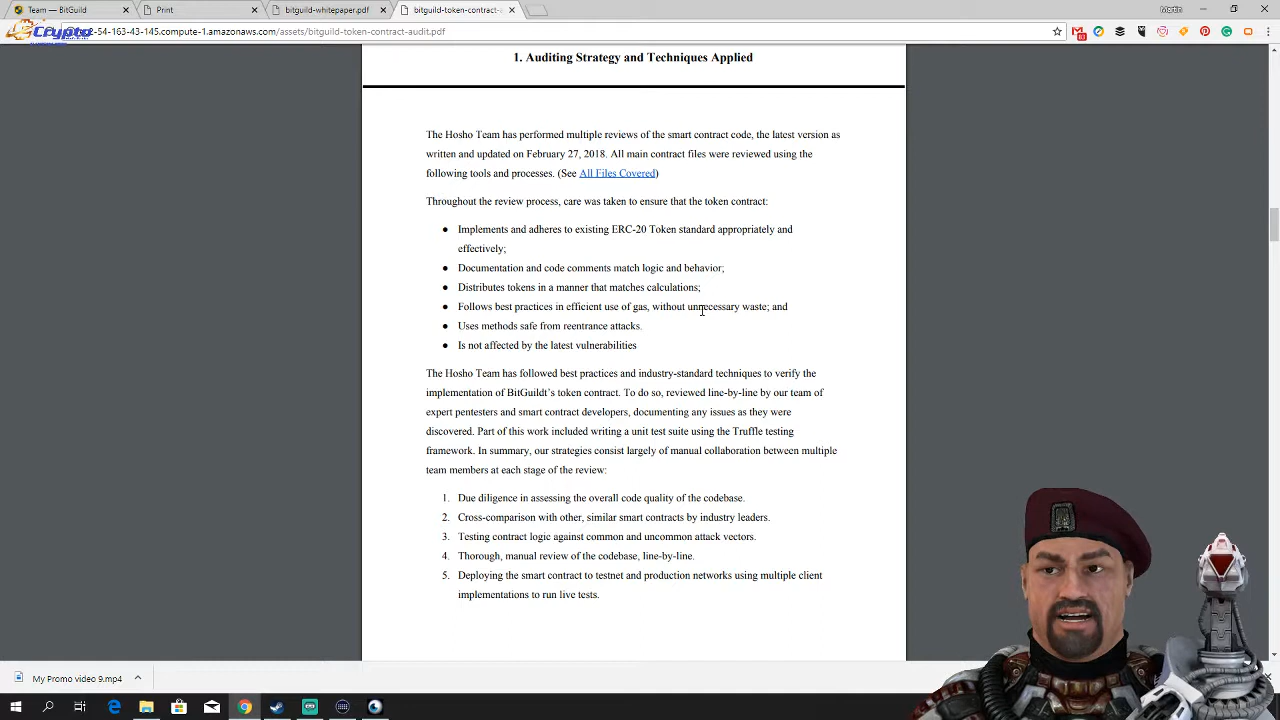 Team — BitGuild
Print
bitguild-whitepaper.pdf
bitguild-token-contract-
Crypto
2-54-163-43-145.compute-1.amazonaws.com/assets/bitguild-token-contract-audit.pdf
1. Auditing Strategy and Techniques Applied
The Hosho Team has performed multiple reviews of the smart contract code, the latest version as
written and updated on February 27, 2018. All main contract files were reviewed using the
following tools and processes. (See All Files Covered)
Throughout the review process, care was taken to ensure that the token contract:
● Implements and adheres to existing ERC-20 Token standard appropriately and
effectively;
● Documentation and code comments match logic and behavior;
● Distributes tokens in a manner that matches calculations;
● Follows best practices in efficient use of gas, without unnecessary waste; and
● Uses methods safe from reentrance attacks.
● Is not affected by the latest vulnerabilities
The Hosho Team has followed best practices and industry-standard techniques to verify the
implementation of BitGuildt's token contract. To do so, reviewed line-by-line by our team of
expert pentesters and smart contract developers, documenting any issues as they were
discovered. Part of this work included writing a unit test suite using the Truffle testing
framework. In summary, our strategies consist largely of manual collaboration between multiple
team members at each stage of the review:
1. Due diligence in assessing the overall code quality of the codebase.
2. Cross-comparison with other, similar smart contracts by industry leaders.
3. Testing contract logic against common and uncommon attack vectors.
4. Thorough, manual review of the codebase, line-by-line.
5. Deploying the smart contract to testnet and production networks using multiple client
implementations to run live tests.
My Promo video 9.mp4